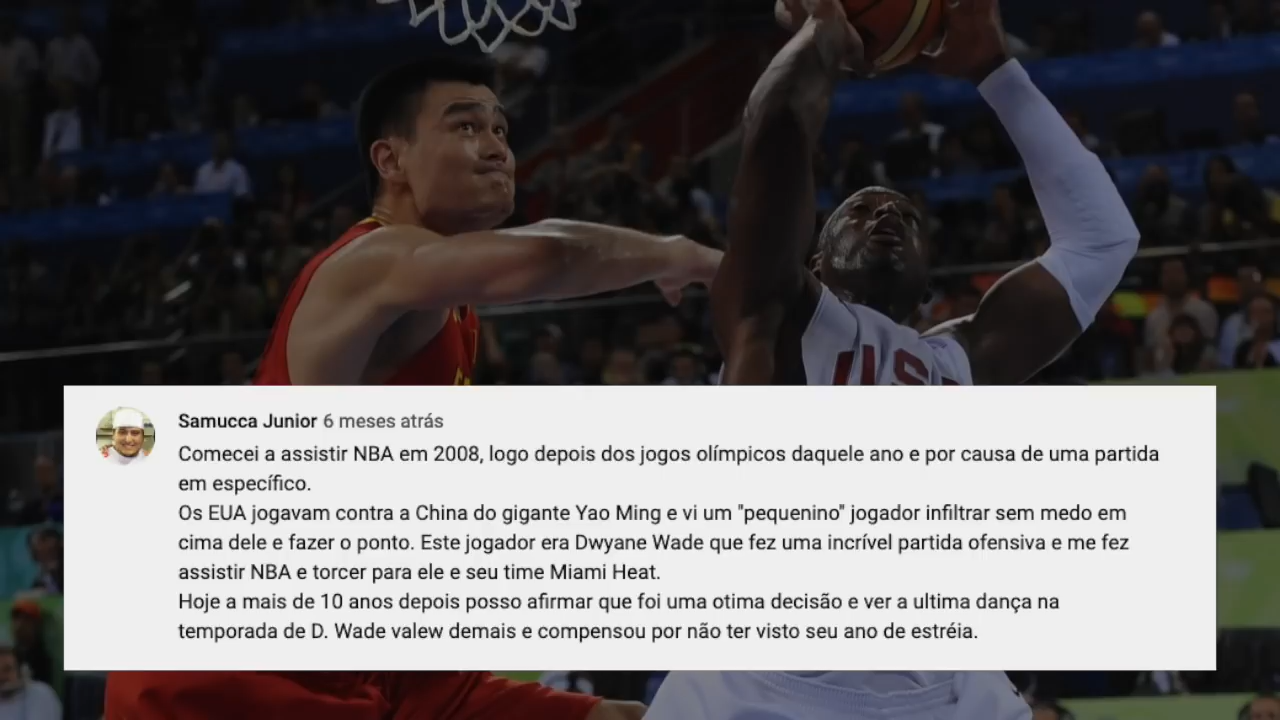 USA
Samucca Junior 6 meses atrás
Comecei a assistir NBA em 2008, logo depois dos jogos olímpicos daquele ano e por causa de uma partida
em específico.
Os EUA jogavam contra a China do gigante Yao Ming e vi um "pequenino" jogador infiltrar sem medo em
cima dele e fazer o ponto. Este jogador era Dwyane Wade que fez uma incrível partida ofensiva e me fez
assistir NBA e torcer para ele e seu time Miami Heat.
Hoje a mais de 10 anos depois posso afirmar que foi uma otima decisão e ver a ultima dança na
temporada de D. Wade valew demais e compensou por não ter visto seu ano de estréia.